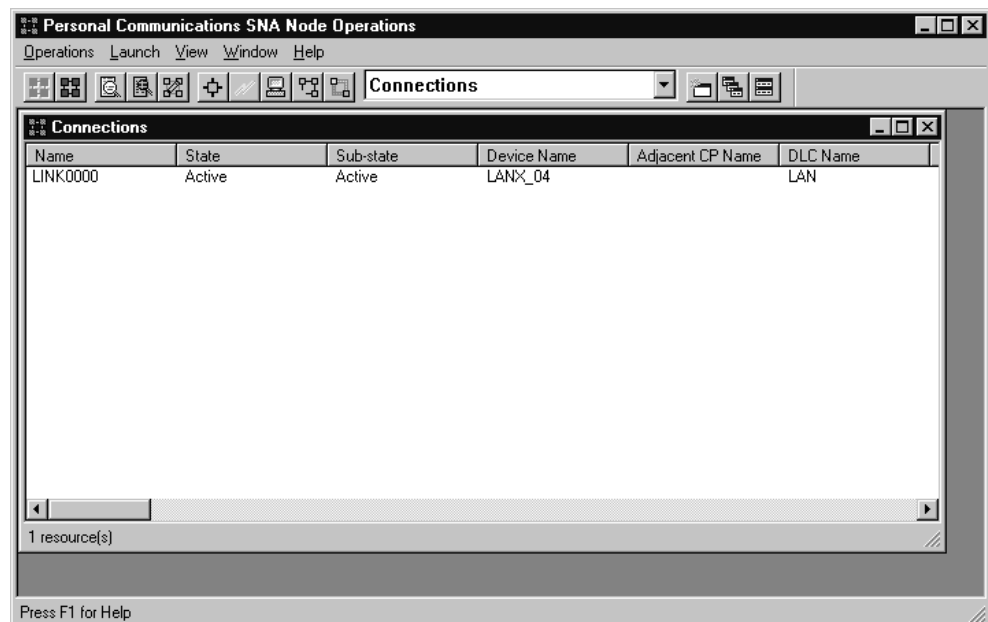 Personal Communications SNA Node Operations
Operations Launch View Window Help
Connections
Connections
Name State Sub-state Device Name Adjacent CP Name DLC Name
LINK0000 Active Active LANX_04 LAN
1 resource(s)
Press F1 for Help